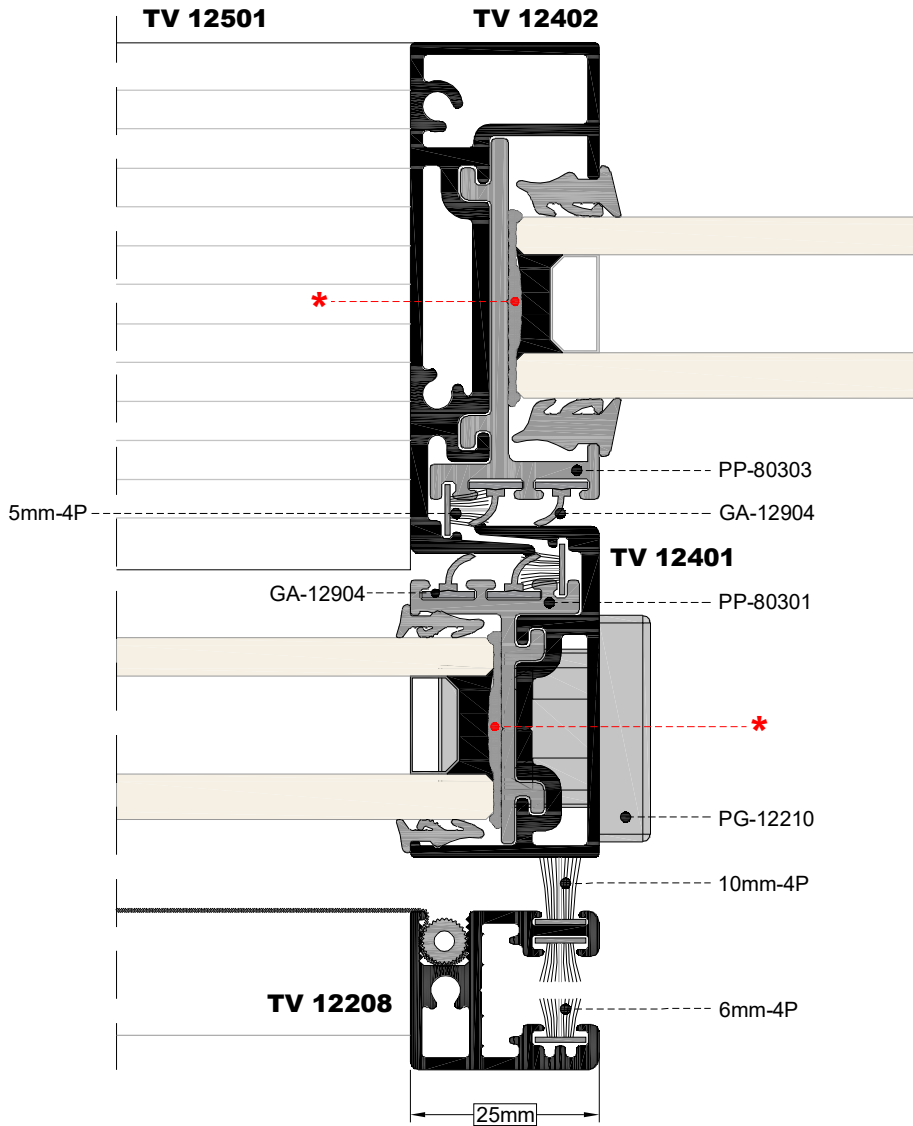 TV 12501
TV 12402
*
PP-80303
5mm-4P
GA-12904
TV 12401
GA-12904
PP-80301
*
PG-12210
10mm-4P
TV 12208
6mm-4P
25mm